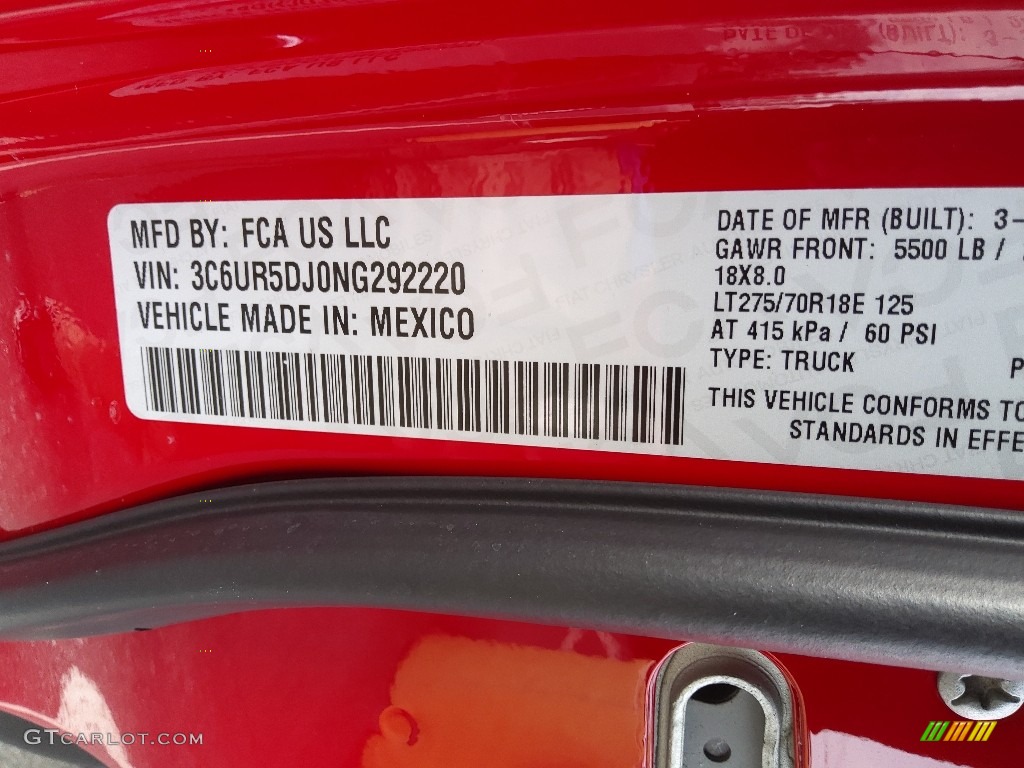 MFD BY: FCA US LLC
VIN: 3C6UR5DJ0NG292220
VEHICLE MADE IN: MEXICO
DATE OF MFR (BUILT): 3-
GAWR FRONT: 5500 LB /
18X8.0
LT275/70R18E 125
AT 415 kPa / 60 PSI
TYPE: TRUCK
P
THIS VEHICLE CONFORMS TO
STANDARDS IN EFFE
GTCARLOT.COM